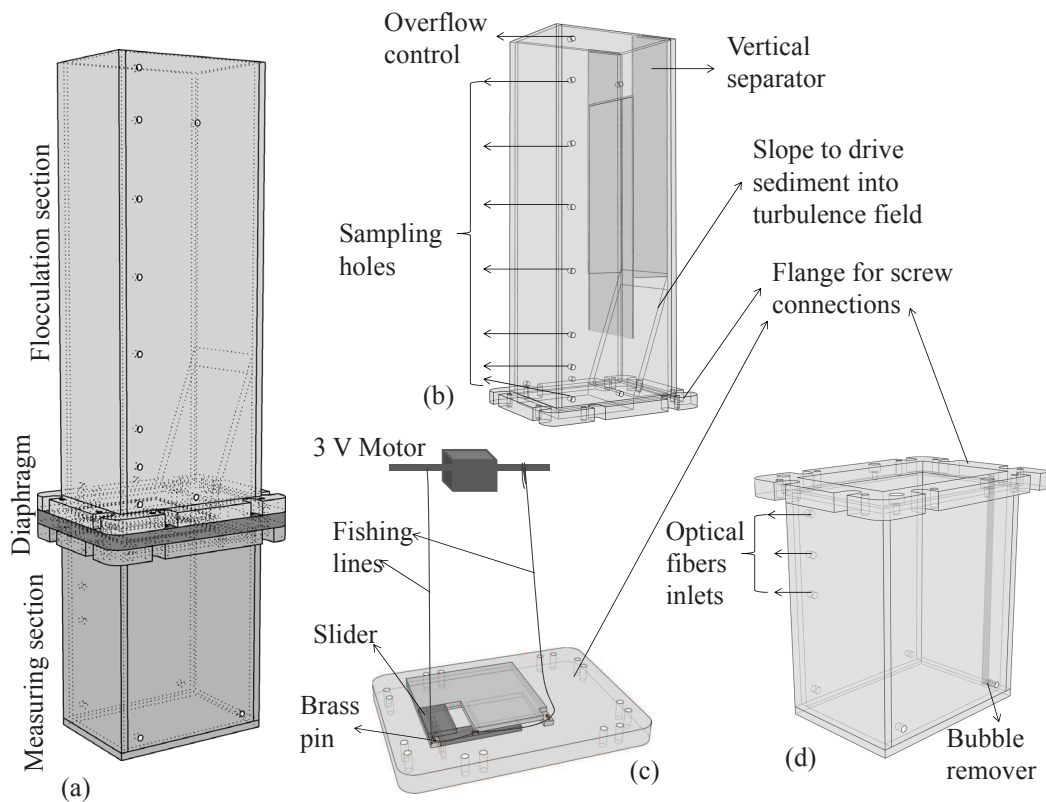 Flocculation section
Diaphragm
Measuring section
(a)
Overflow
control
Vertical
separator
Slope to drive
sediment into
turbulence field
Sampling
holes
Flange for screw
connections
(b)
3 V Motor
Fishing
lines
Slider
Brass
pin
(c)
Optical
fibers
inlets
Bubble
remover
(d)